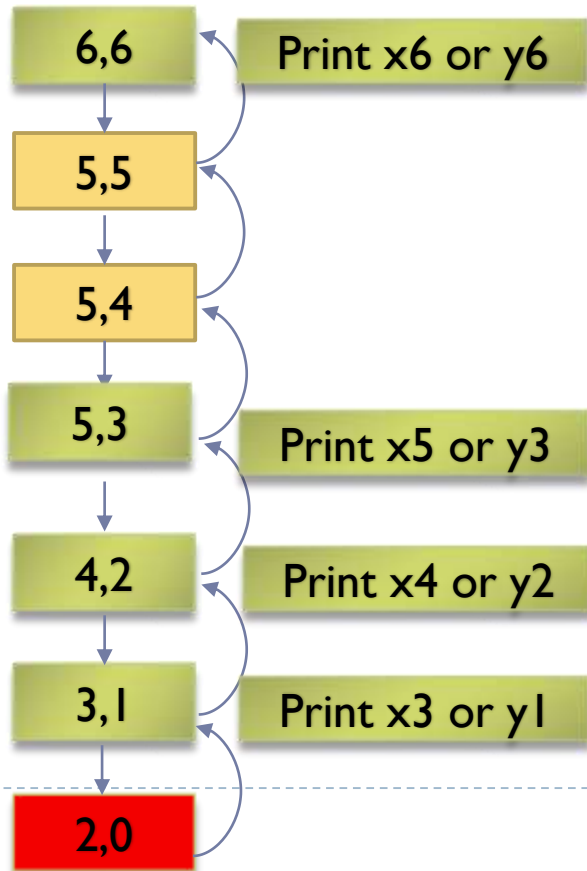 6,6
Print x6 or y6
5,5
5,4
5,3
Print x5 or y3
4,2
Print x4 or y2
3,1
Print x3 or y1
2,0